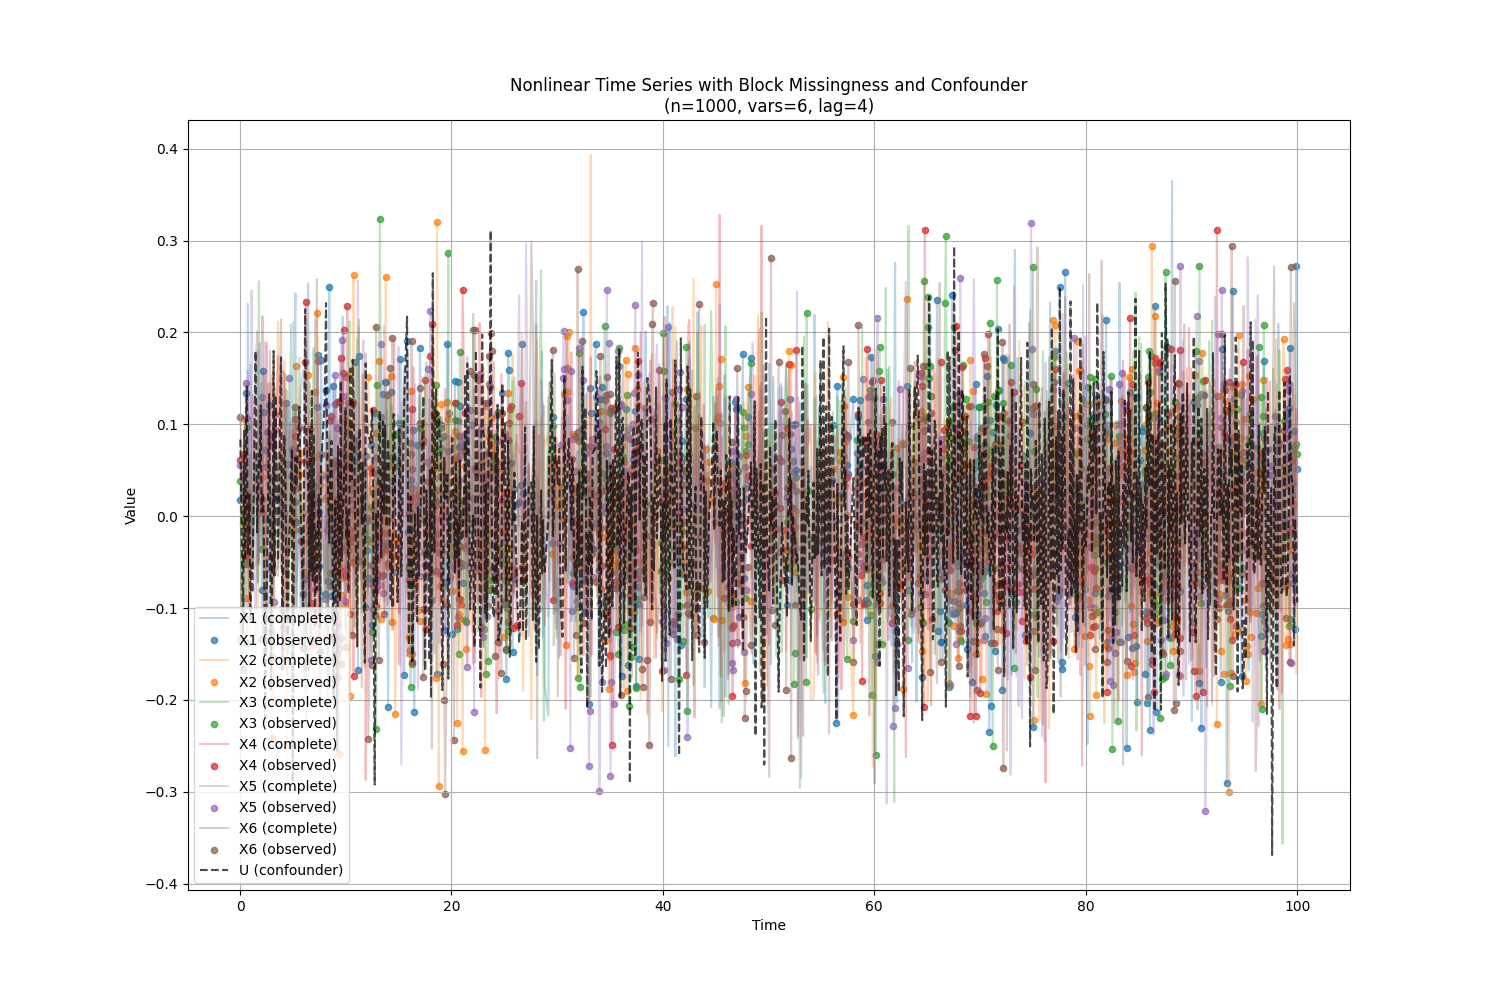 Nonlinear Time Series with Block Missingness and Confounder
(n=1000, vars=6, lag=4)
Value
0.4
0.3
0.2
0.1
0.0
−0.1
−0.2
−0.3
−0.4
X1 (complete)
X1 (observed)
X2 (complete)
X2 (observed)
X3 (complete)
X3 (observed)
X4 (complete)
X4 (observed)
X5 (complete)
X5 (observed)
X6 (complete)
X6 (observed)
U (confounder)
0 20 40 60 80 100
Time